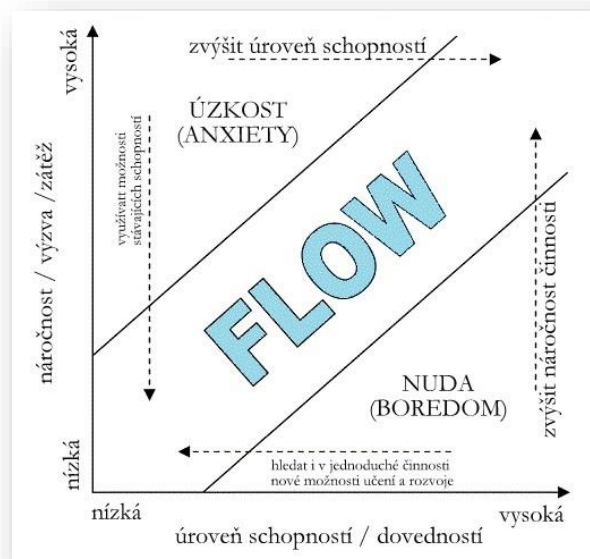 vysoká
zvýšit úroveň schopností
ÚZKOST
(ANXIETY)
využívatt možnosti
stávajících schopností
náročnost / výzva / zátěž
FLOW
zvýšit náročnost činnosti
NUDA
(BOREDOM)
nízká
hledat i v jednoduché činnosti
nové možnosti učení a rozvoje
nízká
vysoká
úroveň schopností / dovedností